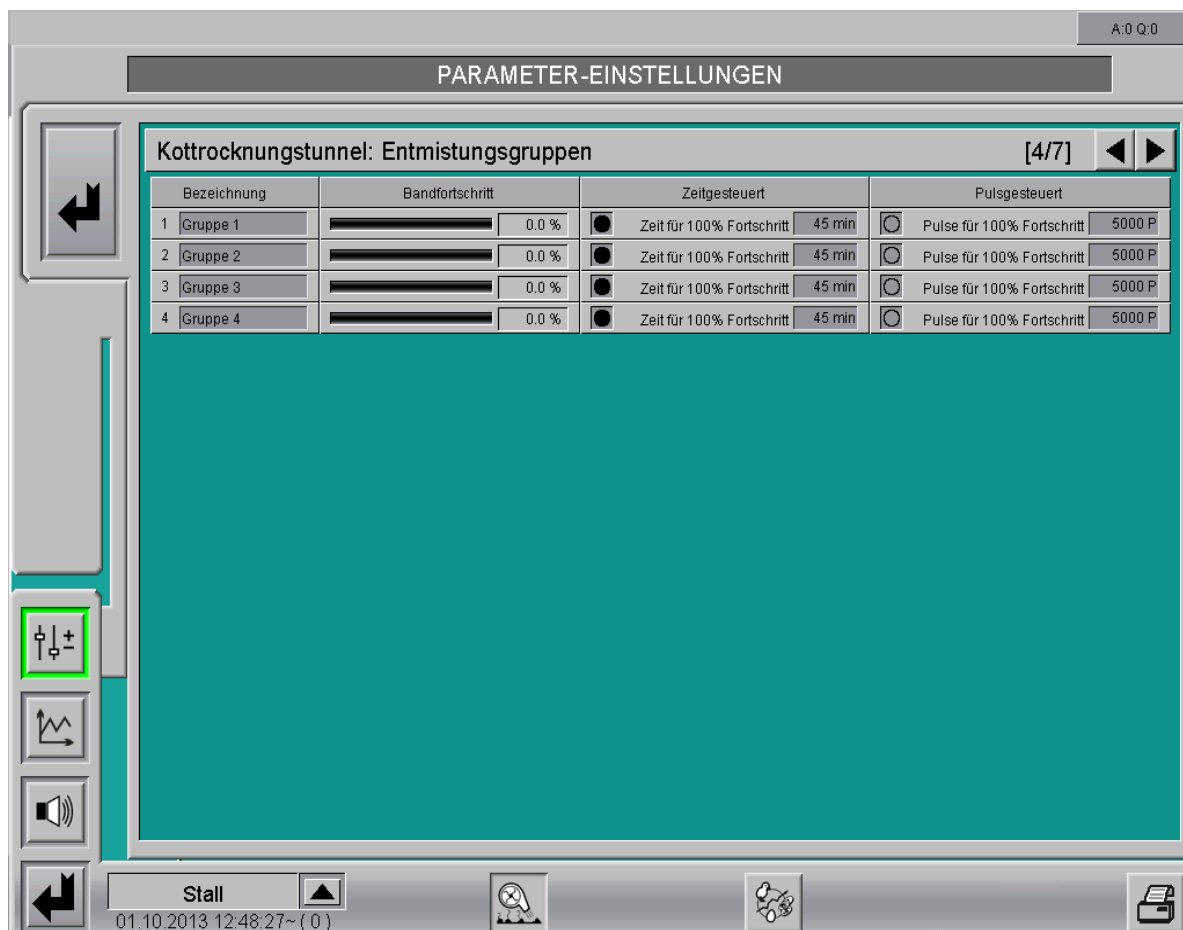 A:0 Q:0
PARAMETER-EINSTELLUNGEN
Kottrocknungstunnel: Entmistungsgruppen [4/7]
Bezeichnung Bandfortschritt Zeitgesteuert Pulsgesteuert
1 Gruppe 1 0.0 % Zeit für 100% Fortschritt 45 min Pulse für 100% Fortschritt 5000 P
2 Gruppe 2 0.0 % Zeit für 100% Fortschritt 45 min Pulse für 100% Fortschritt 5000 P
3 Gruppe 3 0.0 % Zeit für 100% Fortschritt 45 min Pulse für 100% Fortschritt 5000 P
4 Gruppe 4 0.0 % Zeit für 100% Fortschritt 45 min Pulse für 100% Fortschritt 5000 P
Stall
01.10.2013 12:48:27~ ( 0 )